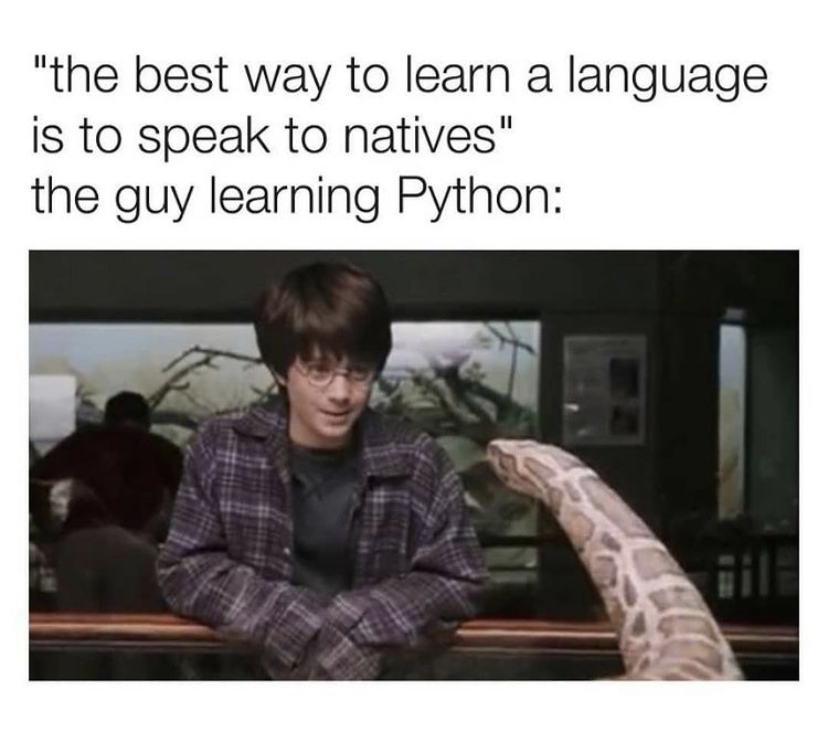 "the best way to learn a language
is to speak to natives"
the guy learning Python: